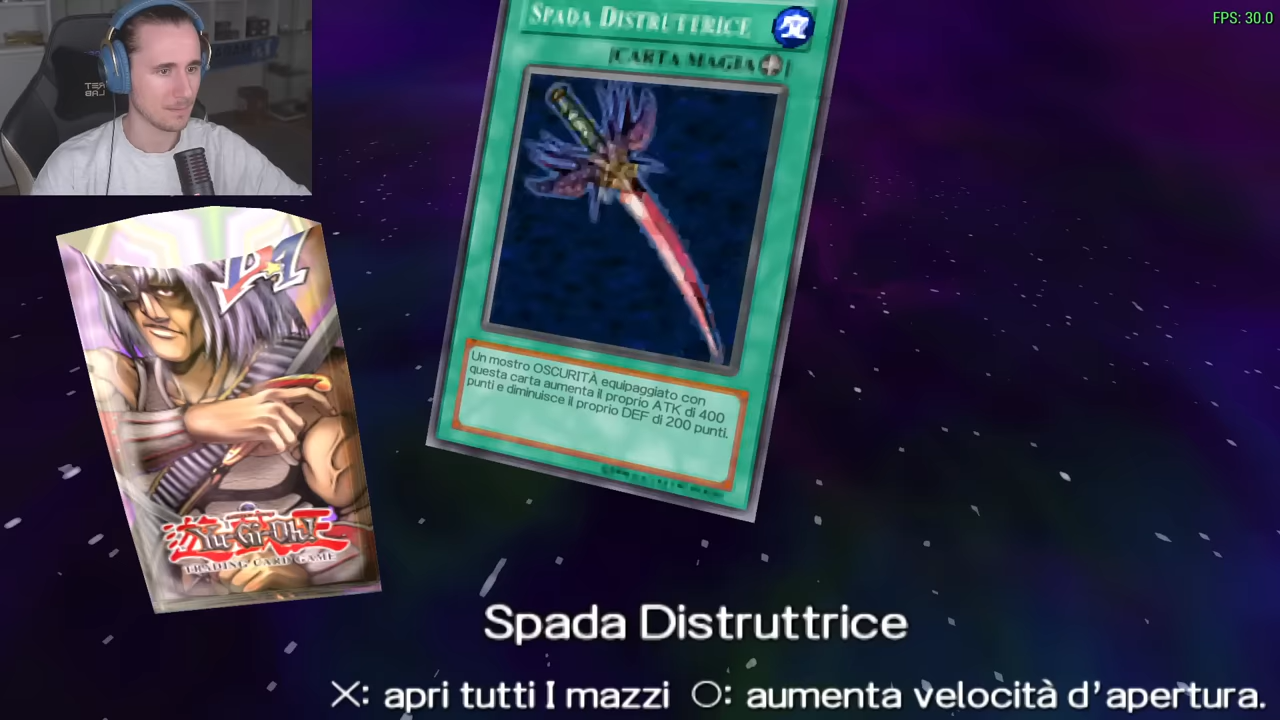 FPS: 30.0
SPADA DISTRUTTRICE
[CARTA MAGIA]
Un mostro OSCURITÀ equipaggiato con
questa carta aumenta il proprio ATK di 400
punti e diminuisce il proprio DEF di 200 punti.
Yu-Gi-Oh!
TRADING CARD GAME
Spada Distruttrice
X: apri tutti I mazzi O: aumenta velocità d'apertura.